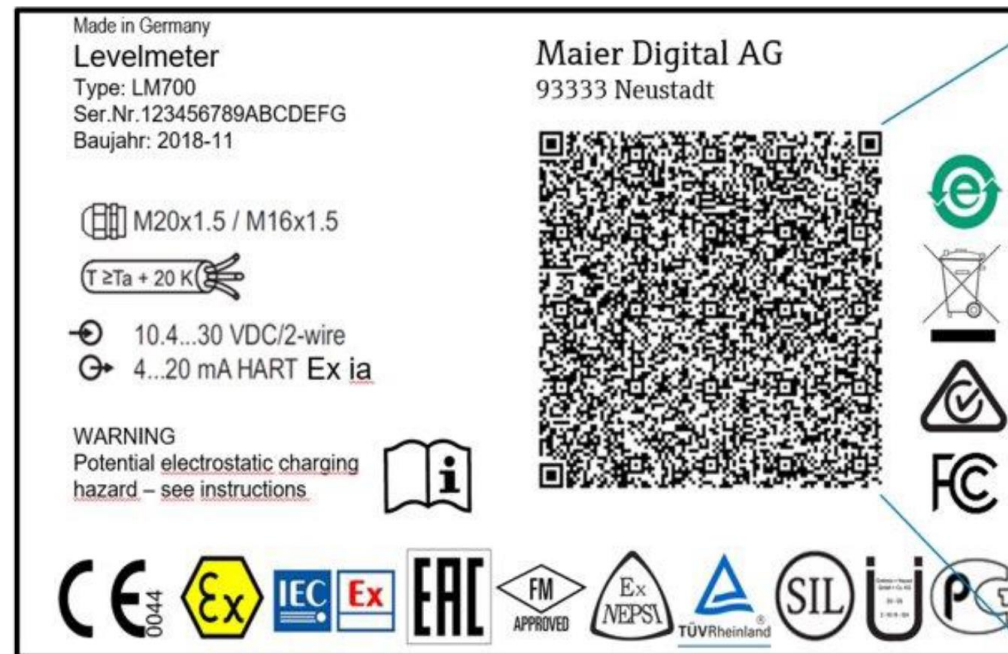 Made in Germany
Levelmeter
Type: LM700
Ser.Nr.123456789ABCDEFG
Baujahr: 2018-11
M20x1.5 / M16x1.5
T ≥Ta + 20 K
10.4...30 VDC/2-wire
4...20 mA HART Ex ia
WARNING
Potential electrostatic charging
hazard – see instructions
Maier Digital AG
93333 Neustadt
CE 0044
Ex
IEC Ex
EAC
FM
APPROVED
Ex
NEPSI
TÜVRheinland®
SIL
FC